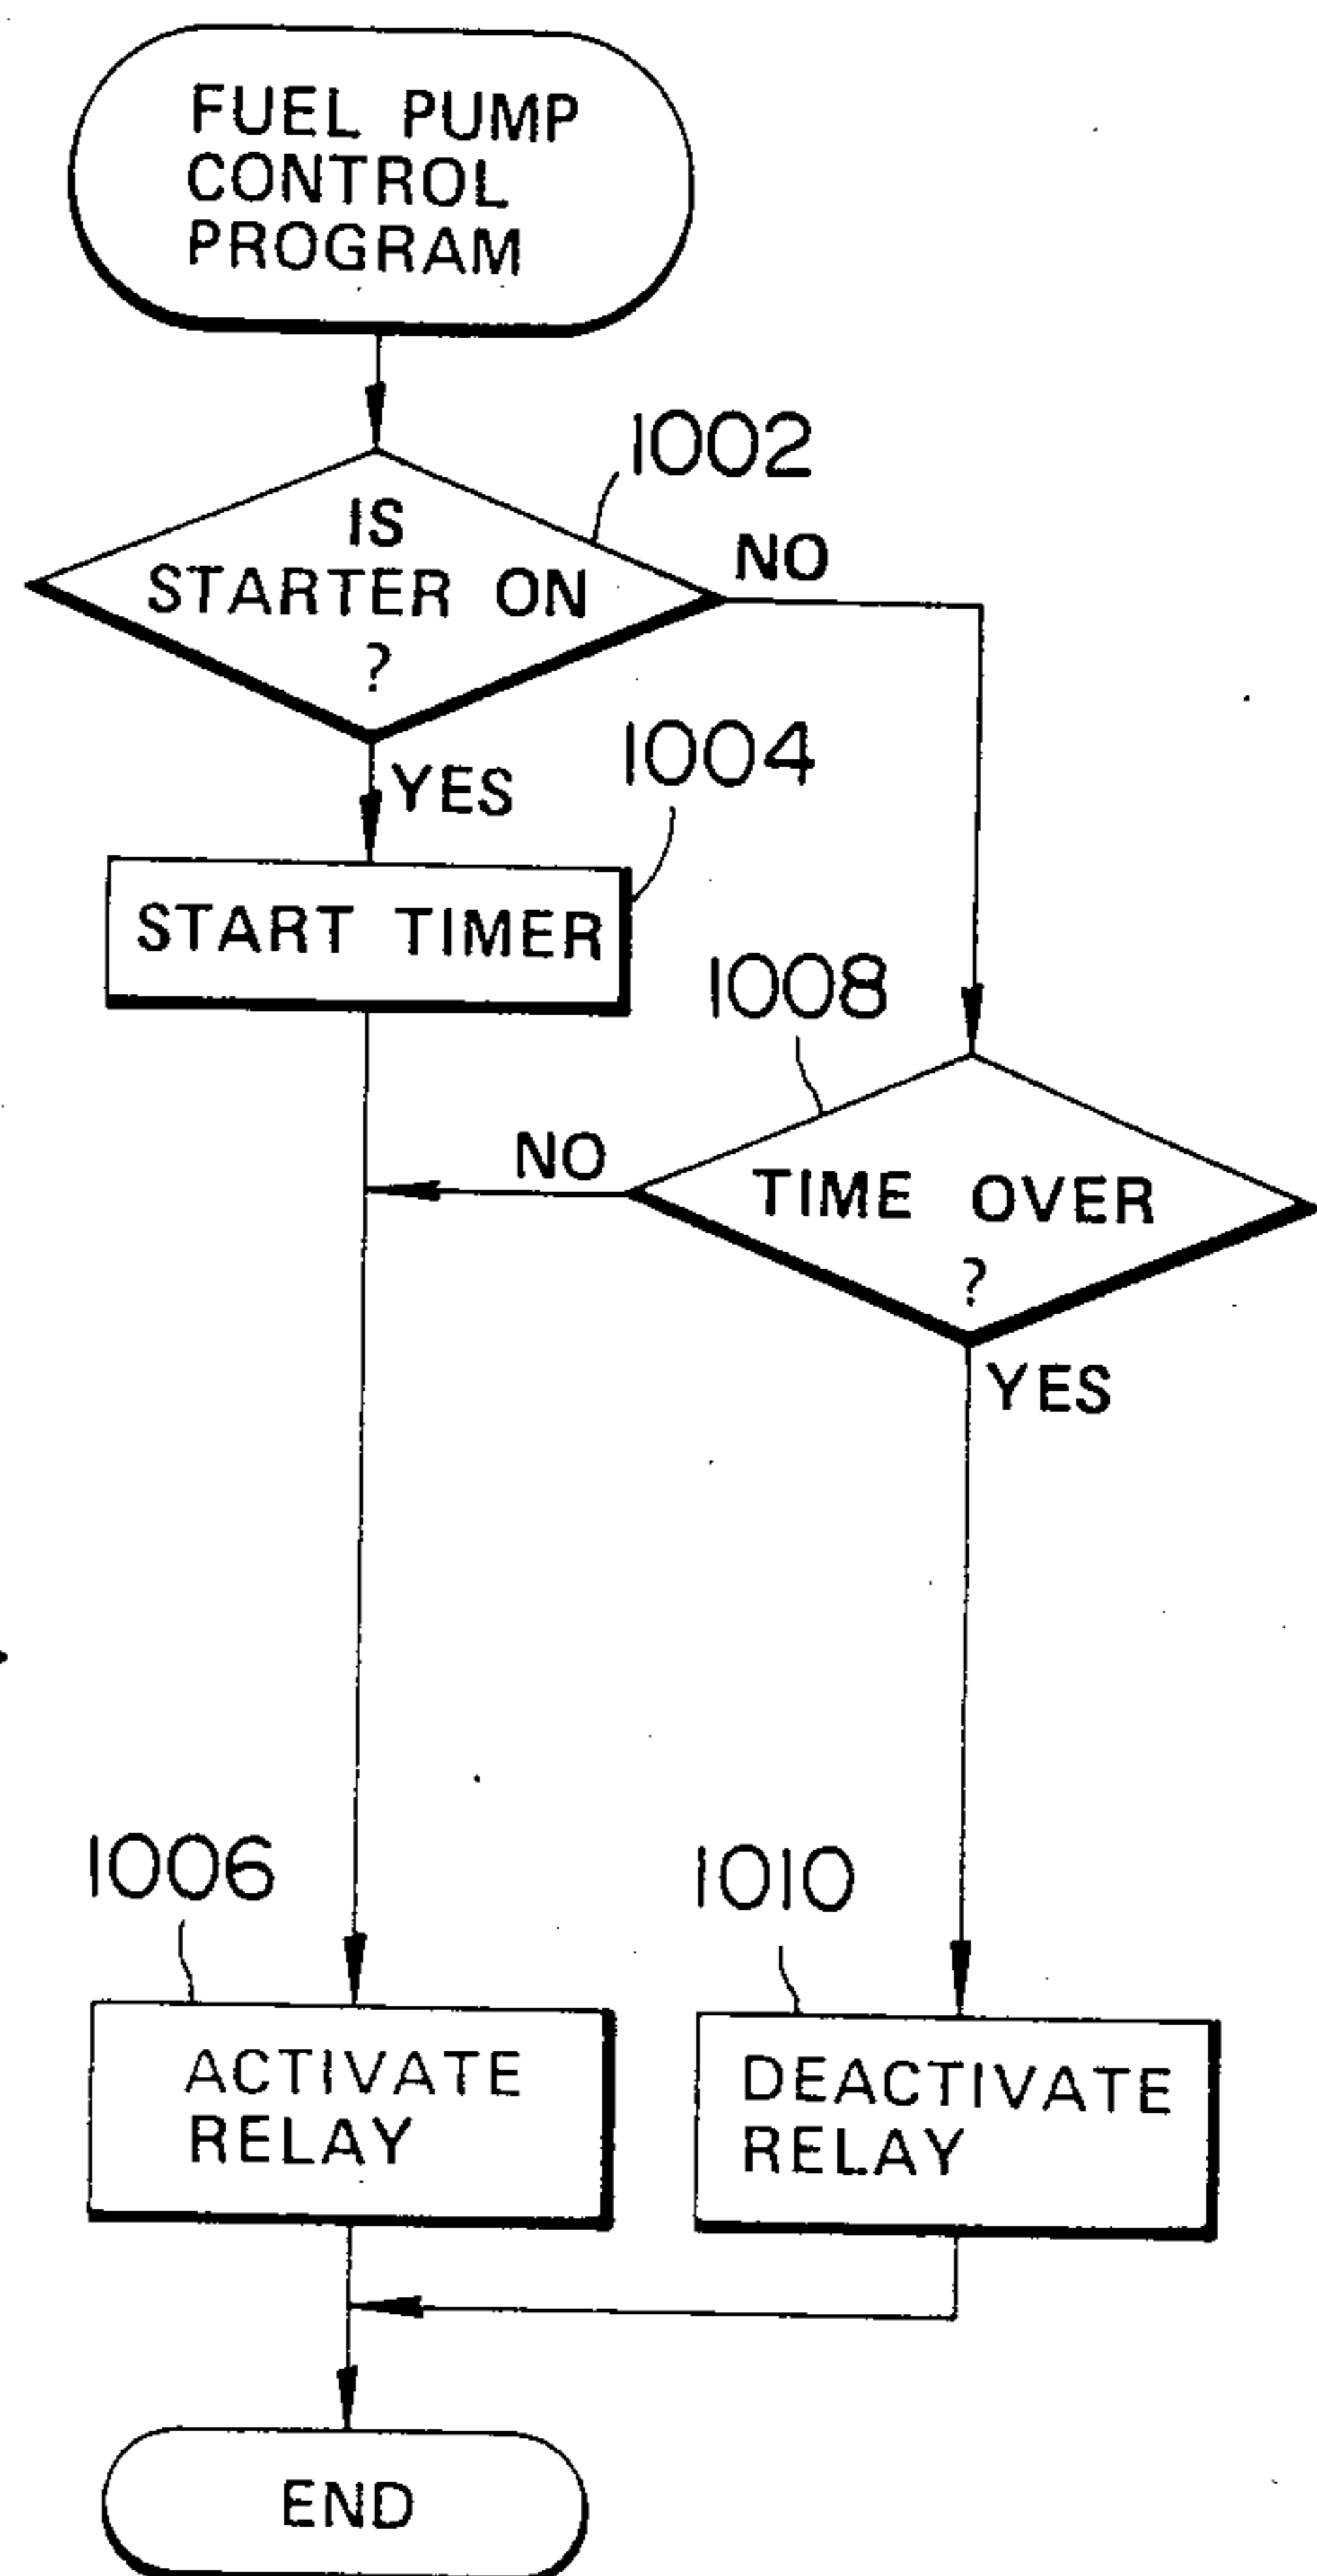 FUEL PUMP
CONTROL
PROGRAM
1002
IS
STARTER ON
?
NO
YES
1004
START TIMER
1008
NO
TIME OVER
?
YES
1006
1010
ACTIVATE
RELAY
DEACTIVATE
RELAY
END